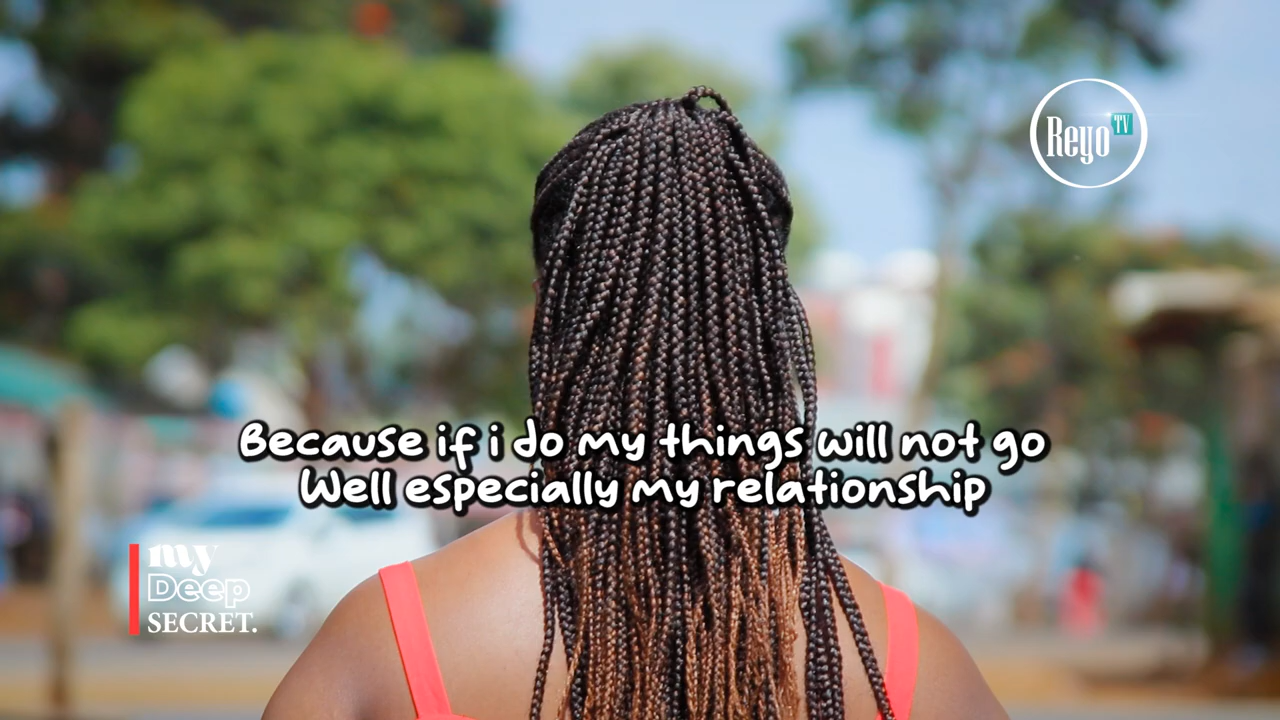 Reyo TV
Because if i do my things will not go
Well especially my relationship
my
Deep
SECRET.